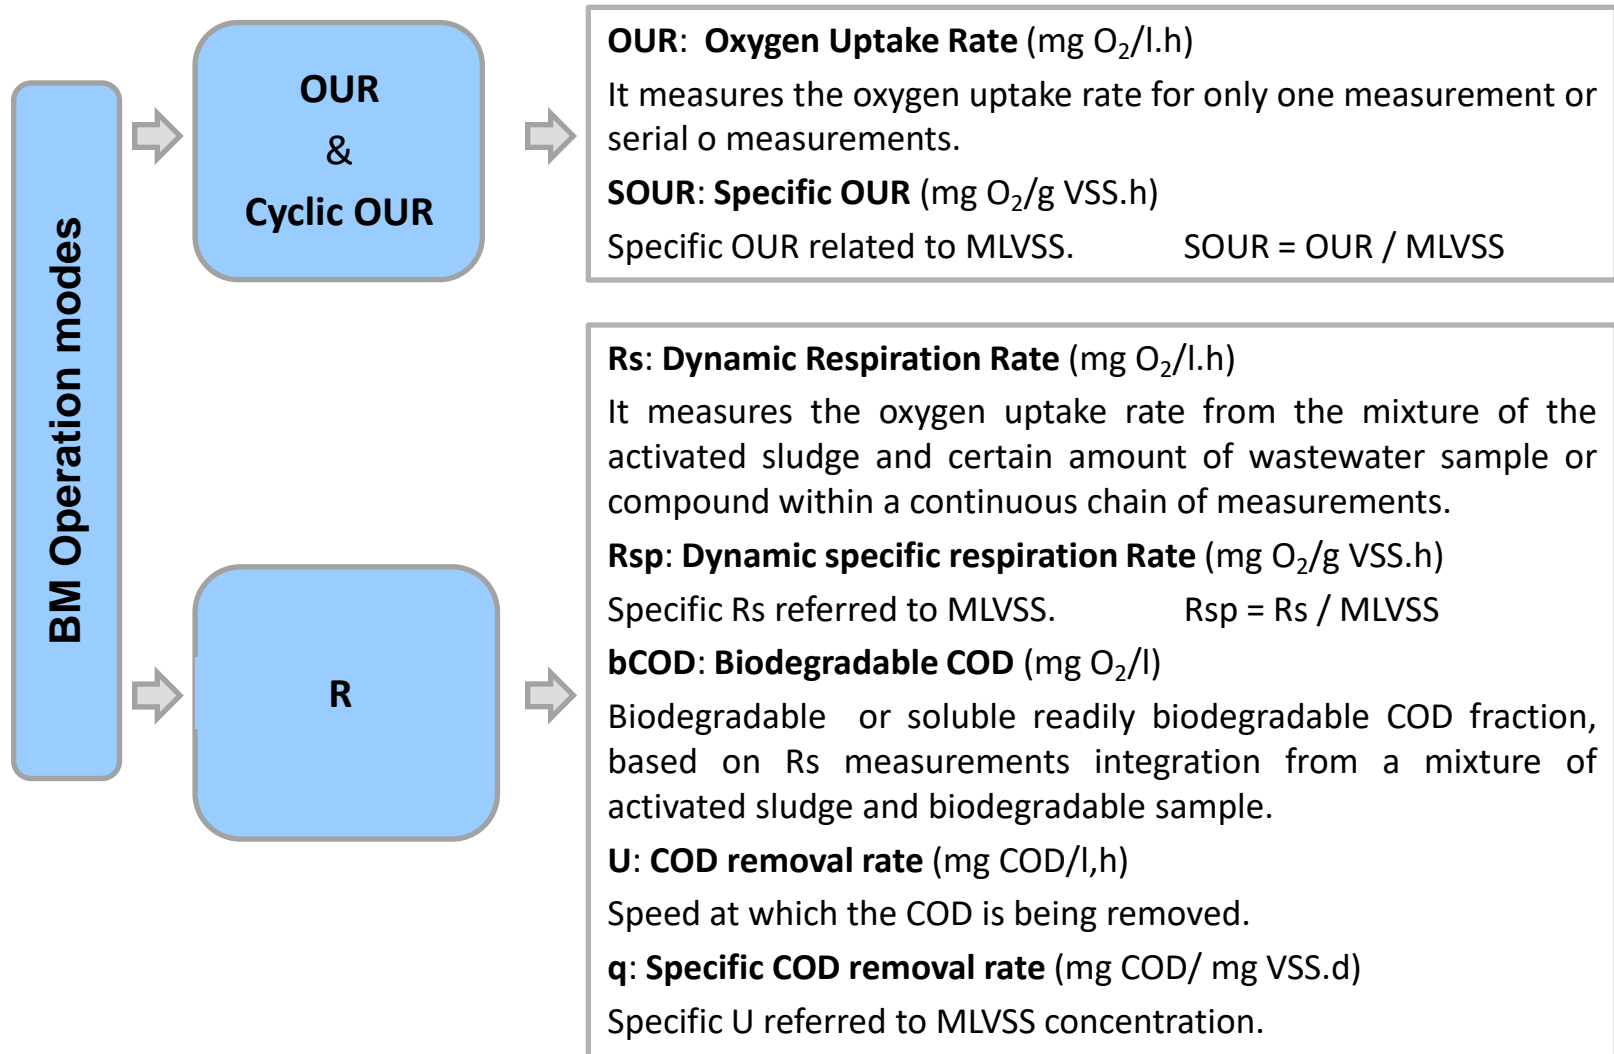 BM Operation modes
OUR
&
Cyclic OUR
OUR: Oxygen Uptake Rate (mg O₂/l.h)
It measures the oxygen uptake rate for only one measurement or
serial o measurements.
SOUR: Specific OUR (mg O₂/g VSS.h)
Specific OUR related to MLVSS. SOUR = OUR / MLVSS
R
Rs: Dynamic Respiration Rate (mg O₂/l.h)
It measures the oxygen uptake rate from the mixture of the
activated sludge and certain amount of wastewater sample or
compound within a continuous chain of measurements.
Rsp: Dynamic specific respiration Rate (mg O₂/g VSS.h)
Specific Rs referred to MLVSS. Rsp = Rs / MLVSS
bCOD: Biodegradable COD (mg O₂/l)
Biodegradable or soluble readily biodegradable COD fraction,
based on Rs measurements integration from a mixture of
activated sludge and biodegradable sample.
U: COD removal rate (mg COD/l,h)
Speed at which the COD is being removed.
q: Specific COD removal rate (mg COD/ mg VSS.d)
Specific U referred to MLVSS concentration.